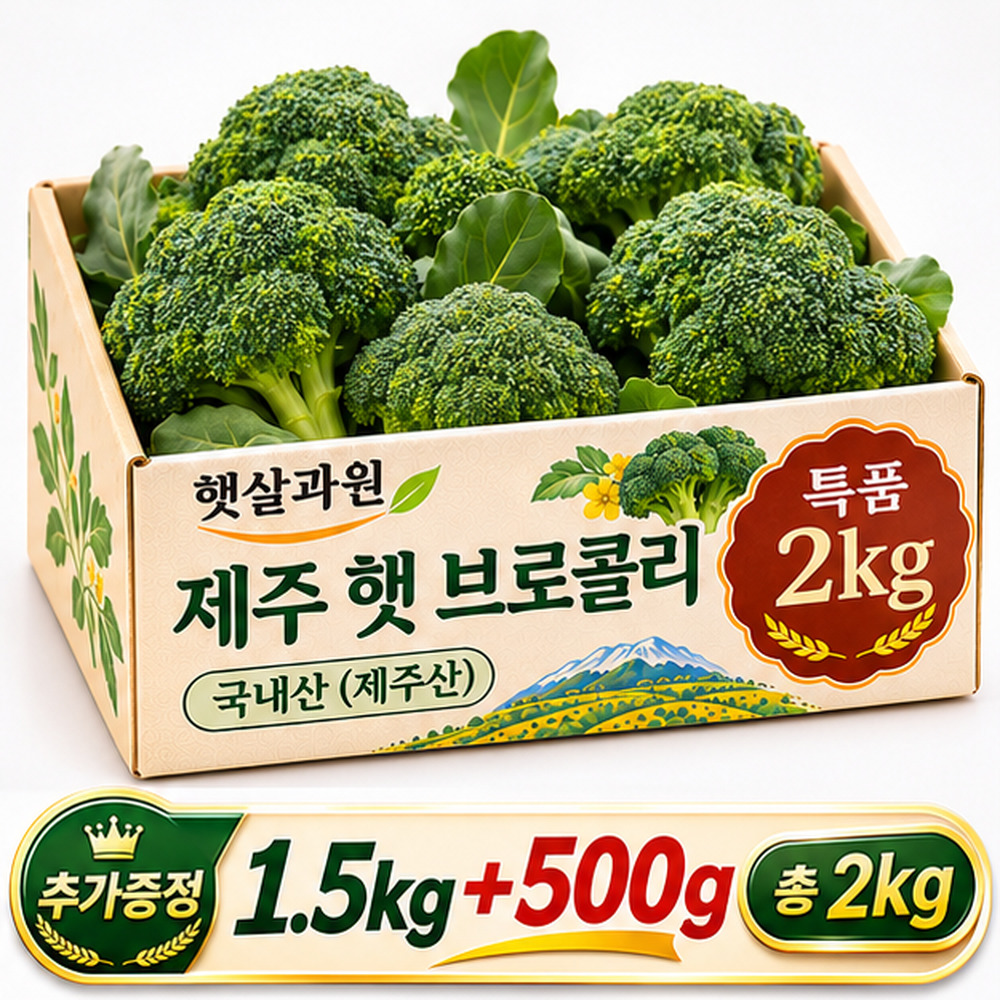 햇살과원
제주 햇 브로콜리
국내산 (제주산)
특품
2kg
추가증정
1.5kg+500g
총 2kg